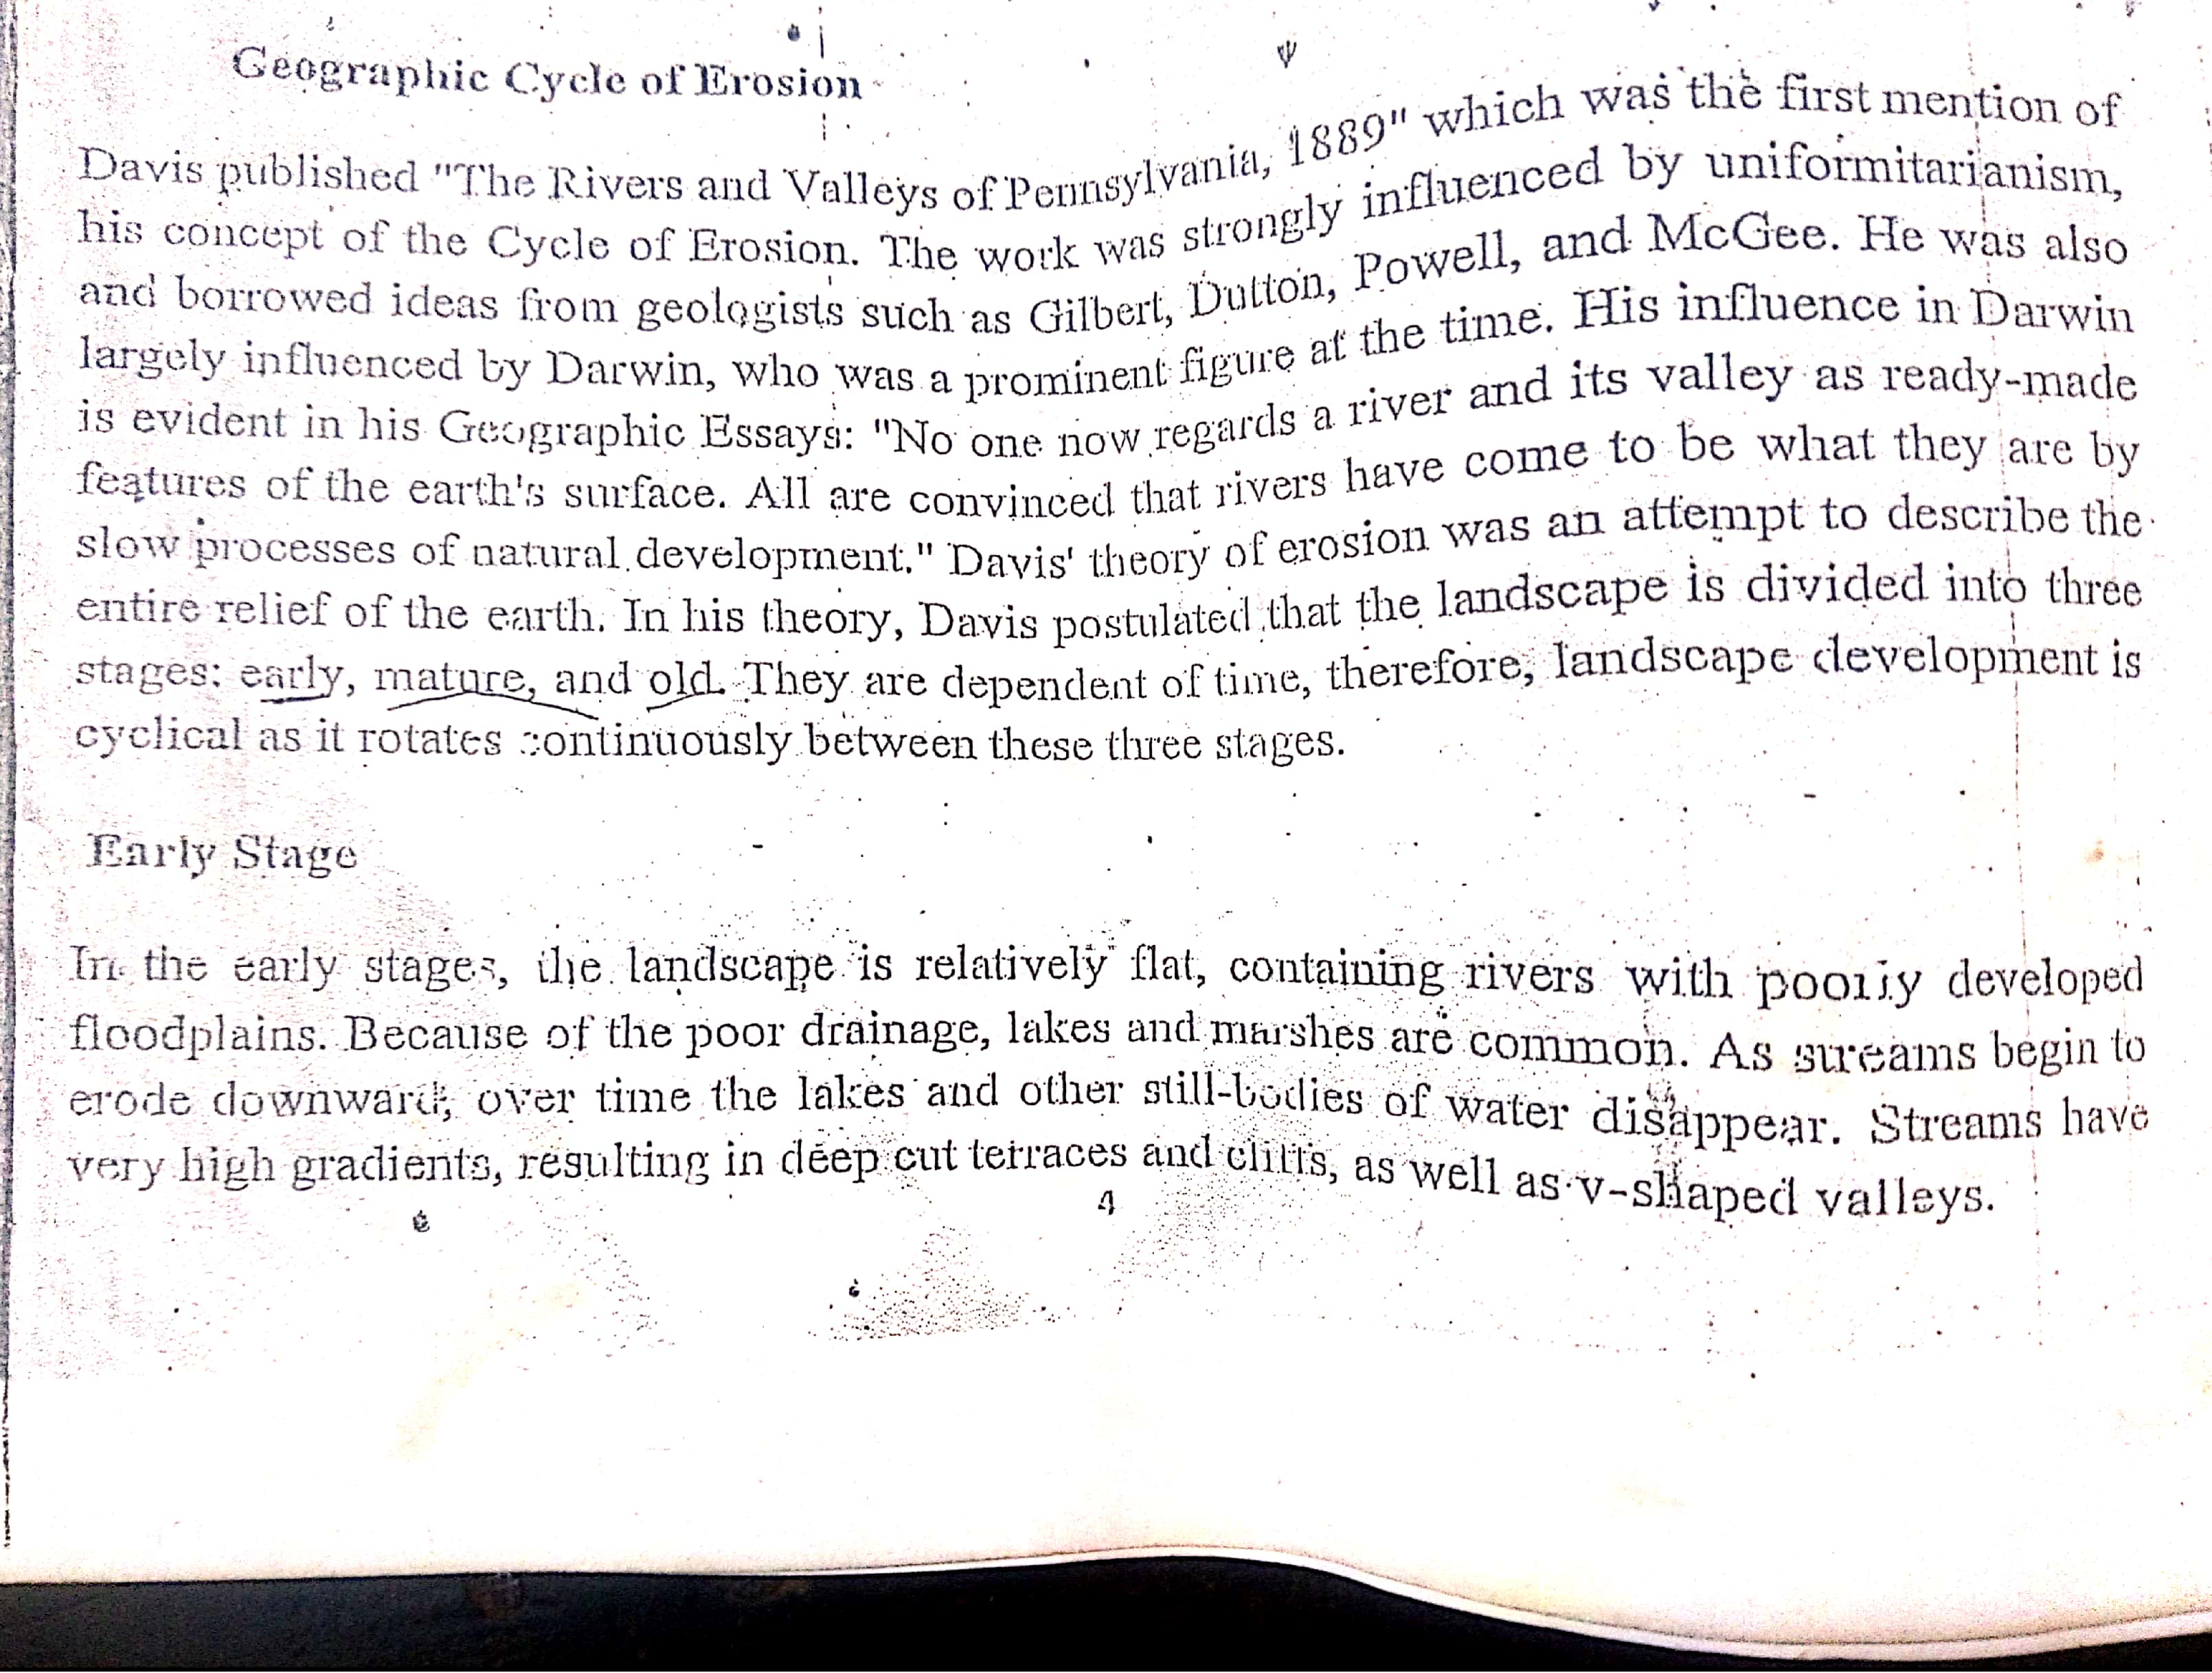 Geographic Cycle of Erosion
Davis published "The Rivers and Valleys of Pennsylvania, 1889" which was the first mention of
his concept of the Cycle of Erosion. The work was strongly influenced by uniformitarianism,
and borrowed ideas from geologists such as Gilbert, Dutton, Powell, and McGee. He was also
largely influenced by Darwin, who was a prominent figure at the time. His influence in Darwin
is evident in his Geographic Essays: "No one now regards a river and its valley as ready-made
features of the earth's surface. All are convinced that rivers have come to be what they are by
slow processes of natural development." Davis' theory of erosion was an attempt to describe the
entire relief of the earth. In his theory, Davis postulated that the landscape is divided into three
stages: early, mature, and old. They are dependent of time, therefore, landscape development is
cyclical as it rotates continuously between these three stages.
Early Stage
In the early stages, the landscape is relatively flat, containing rivers with poorly developed
floodplains. Because of the poor drainage, lakes and marshes are common. As streams begin to
erode downward, over time the lakes and other still-bodies of water disappear. Streams have
very high gradients, resulting in deep cut terraces and cliffs, as well as v-shaped valleys.
4